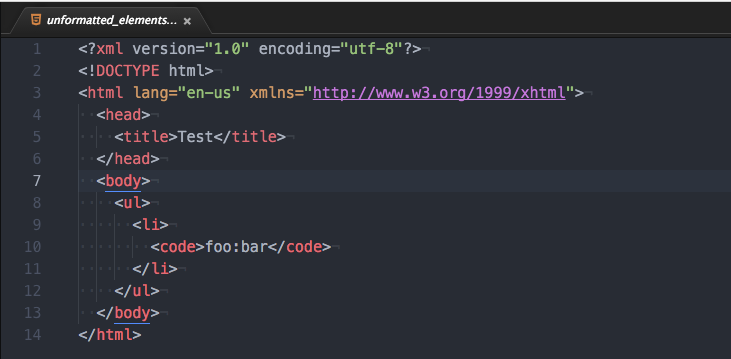 unformatted_elements...
1 <?xml version="1.0" encoding="utf-8"?>
2 <!DOCTYPE html>
3 <html lang="en-us" xmlns="http://www.w3.org/1999/xhtml">
4   <head>
5     <title>Test</title>
6   </head>
7   <body>
8     <ul>
9       <li>
10         <code>foo:bar</code>
11       </li>
12     </ul>
13   </body>
14 </html>